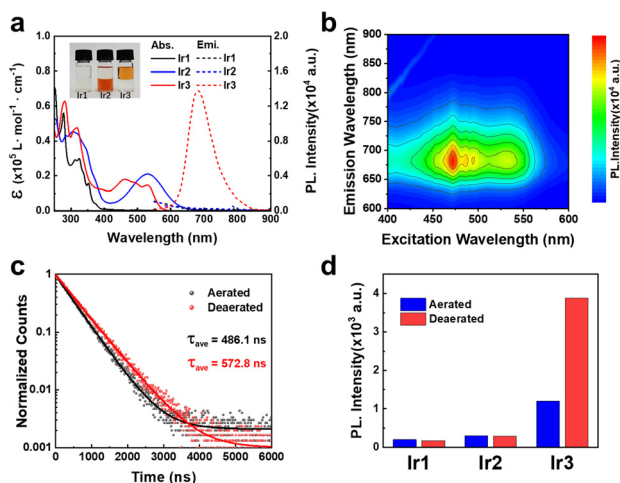 a
ε (x10⁵ L· mol⁻¹ · cm⁻¹)
1.0
0.8
0.6
0.4
0.2
0.0
Ir1 Ir2 Ir3
Abs. Emi.
Ir1 Ir1
Ir2 Ir2
Ir3 Ir3
2.0
1.6
1.2
0.8
0.4
0.0
PL. Intensity(x10⁴ a.u.)
300 400 500 600 700 800 900
Wavelength (nm)
b
Emission Wavelength (nm)
900
850
800
750
700
650
600
400 450 500 550 600
Excitation Wavelength (nm)
PL.Intensity(x10⁴ a.u.)
c
Normalized Counts
1
0.1
0.01
0.001
Aerated
Deaerated
τave = 486.1 ns
τave = 572.8 ns
0 1000 2000 3000 4000 5000 6000
Time (ns)
d
PL. Intensity(x10³ a.u.)
4
3
2
1
0
Aerated
Deaerated
Ir1 Ir2 Ir3